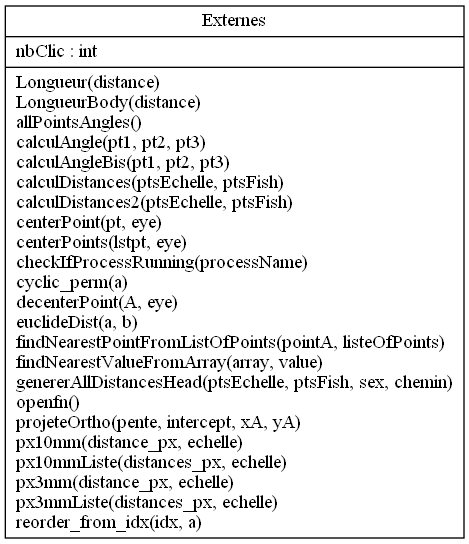 Externes
nbClic : int
Longueur(distance)
LongueurBody(distance)
allPointsAngles()
calculAngle(pt1, pt2, pt3)
calculAngleBis(pt1, pt2, pt3)
calculDistances(ptsEchelle, ptsFish)
calculDistances2(ptsEchelle, ptsFish)
centerPoint(pt, eye)
centerPoints(lstpt, eye)
checkIfProcessRunning(processName)
cyclic_perm(a)
decenterPoint(A, eye)
euclideDist(a, b)
findNearestPointFromListOfPoints(pointA, listeOfPoints)
findNearestValueFromArray(array, value)
genererAllDistancesHead(ptsEchelle, ptsFish, sex, chemin)
openfn()
projeteOrtho(pente, intercept, xA, yA)
px10mm(distance_px, echelle)
px10mmListe(distances_px, echelle)
px3mm(distance_px, echelle)
px3mmListe(distances_px, echelle)
reorder_from_idx(idx, a)